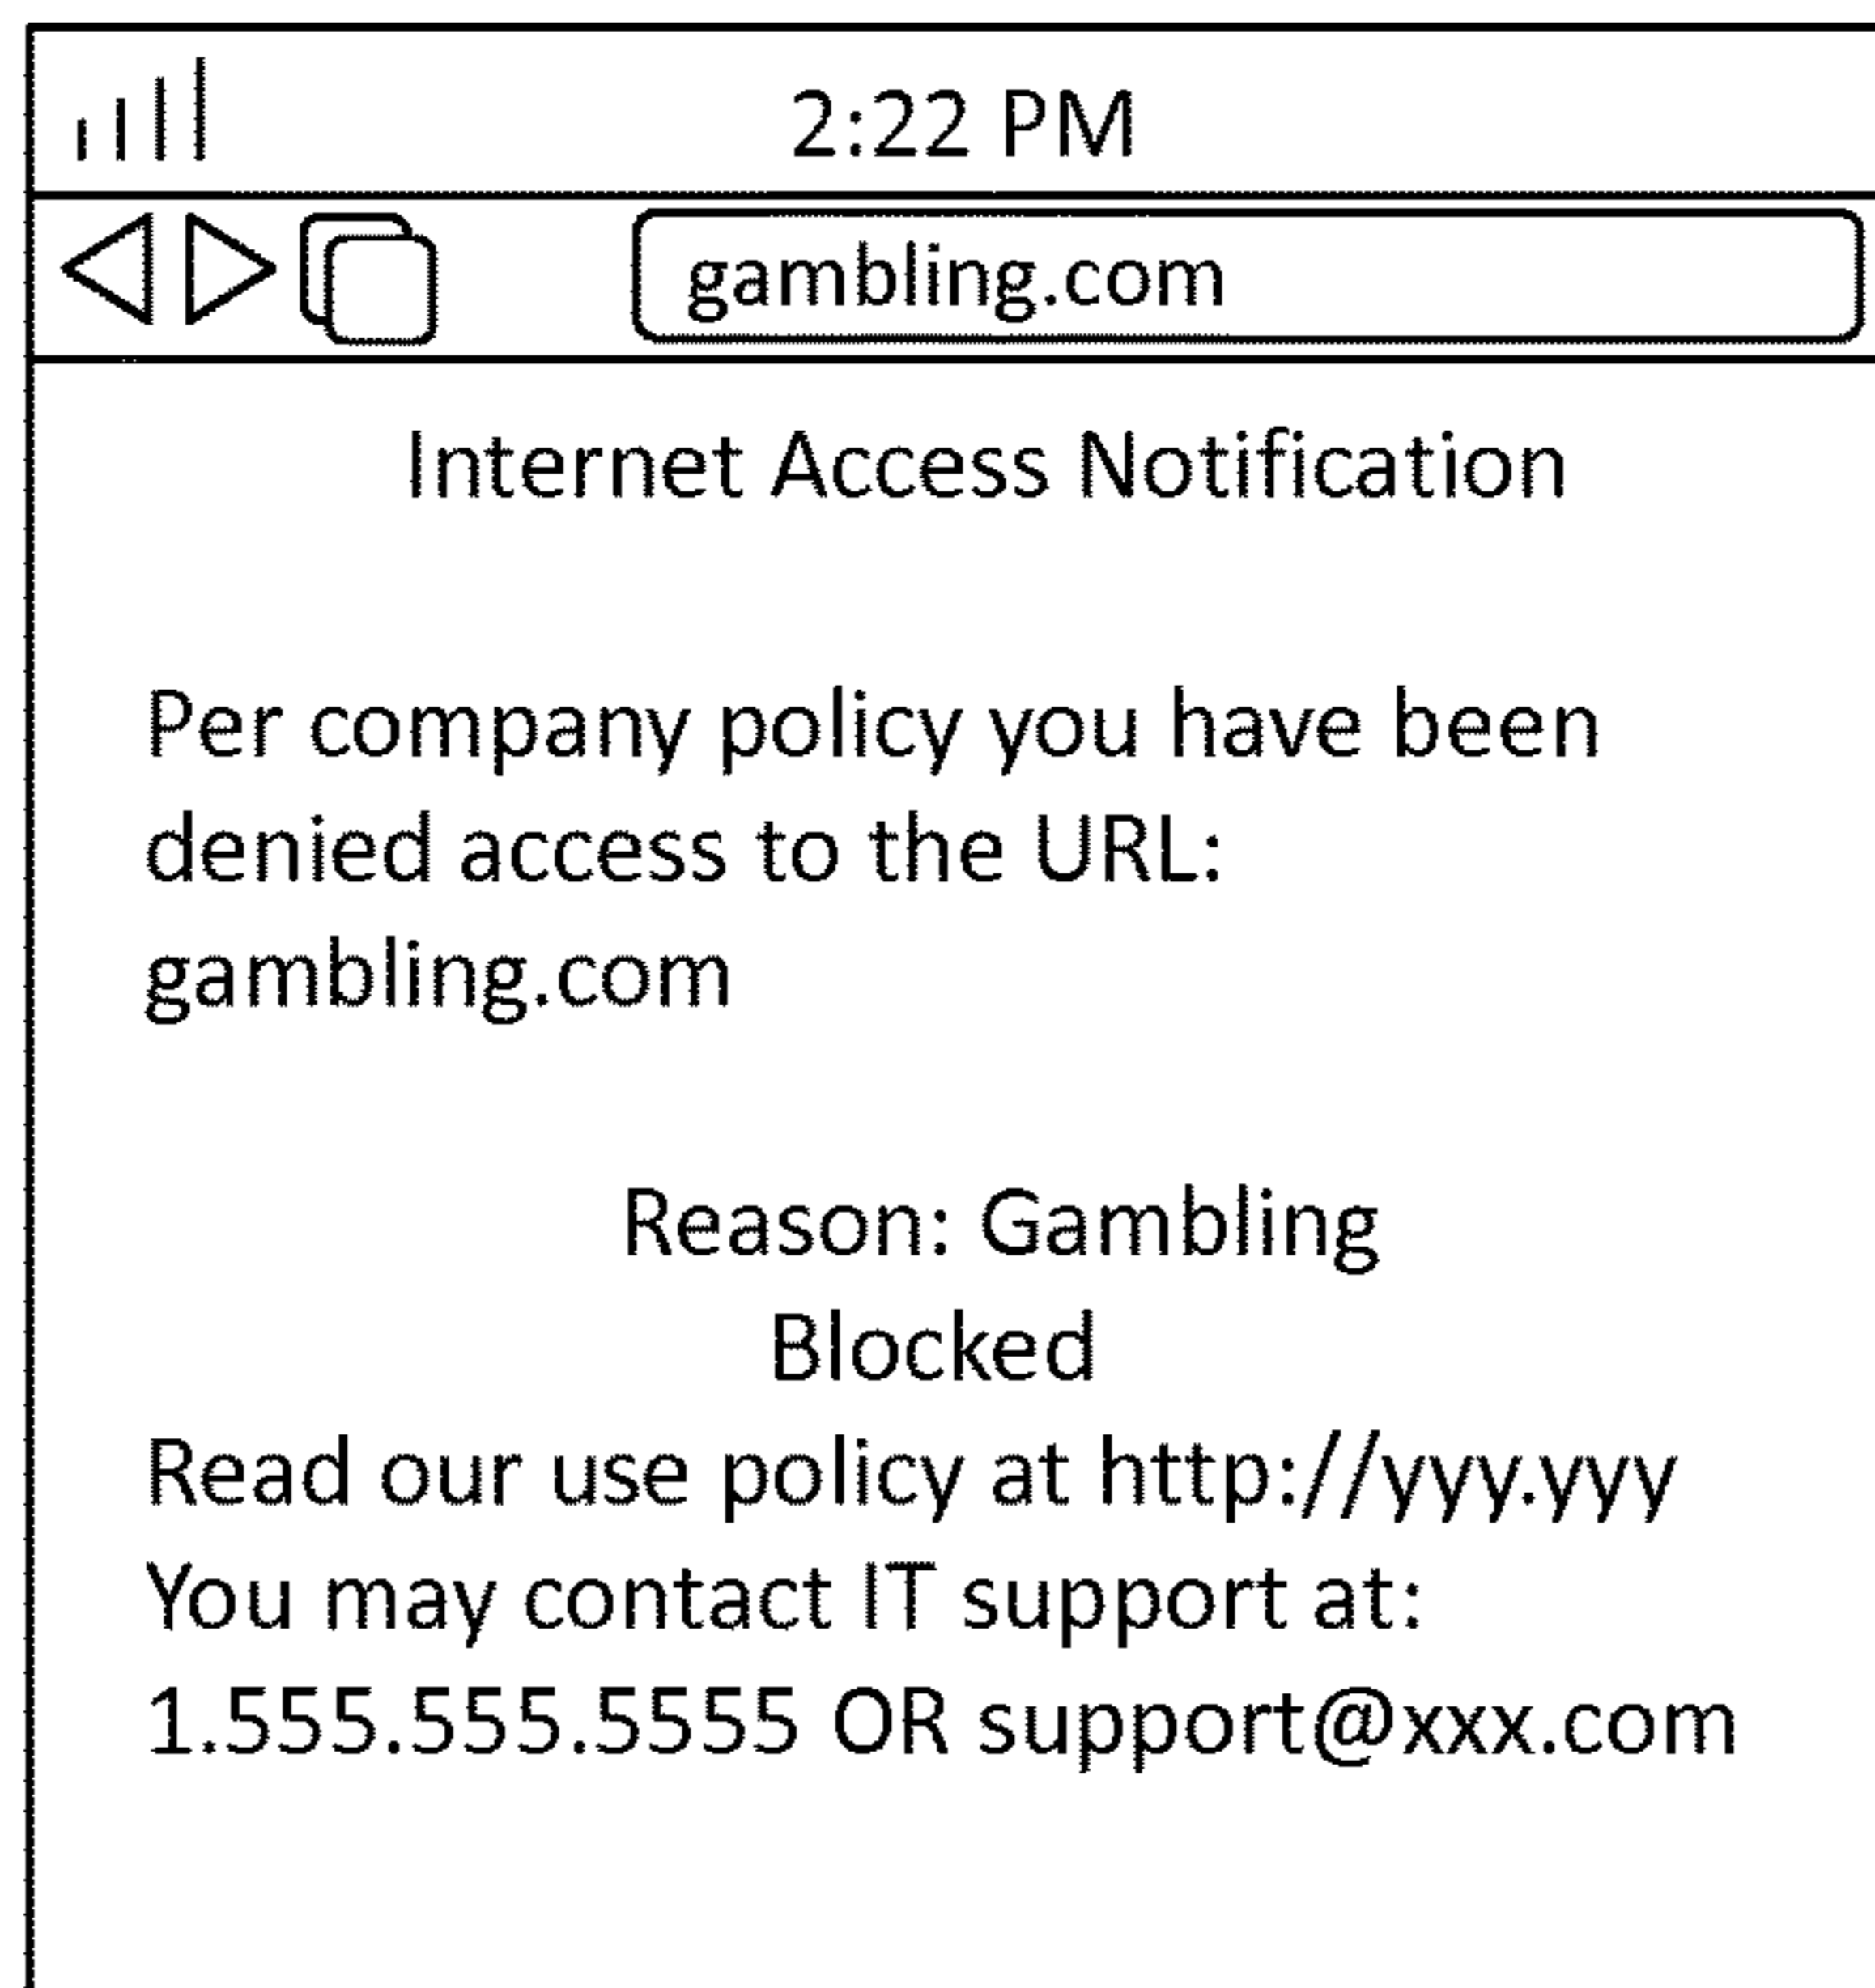 2:22 PM
gambling.com
Internet Access Notification
Per company policy you have been
denied access to the URL:
gambling.com
Reason: Gambling
Blocked
Read our use policy at http://yyy.yyy
You may contact IT support at:
1.555.555.5555 OR support@xxx.com